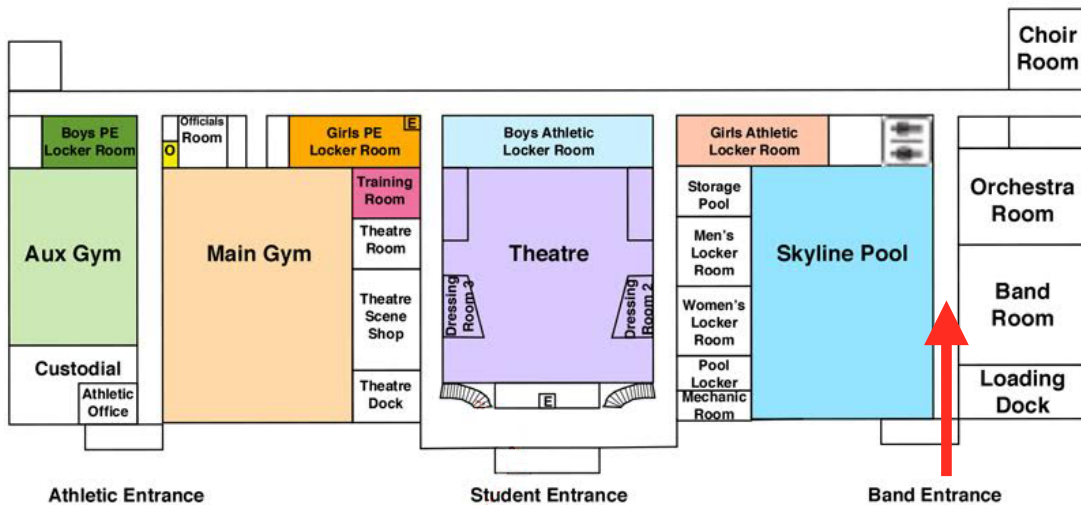 Choir
Room
Boys PE
Locker Room
O
Officials
Room
Girls PE
Locker Room
E
Boys Athletic
Locker Room
Girls Athletic
Locker Room
Aux Gym
Main Gym
Training
Room
Theatre
Room
Theatre
Scene
Shop
Theatre
Dock
Theatre
Dressing
Room 3
Dressing
Room 2
E
Storage
Pool
Men's
Locker
Room
Women's
Locker
Room
Pool
Locker
Mechanic
Room
Skyline Pool
Orchestra
Room
Band
Room
Loading
Dock
Custodial
Athletic
Office
Athletic Entrance
Student Entrance
Band Entrance